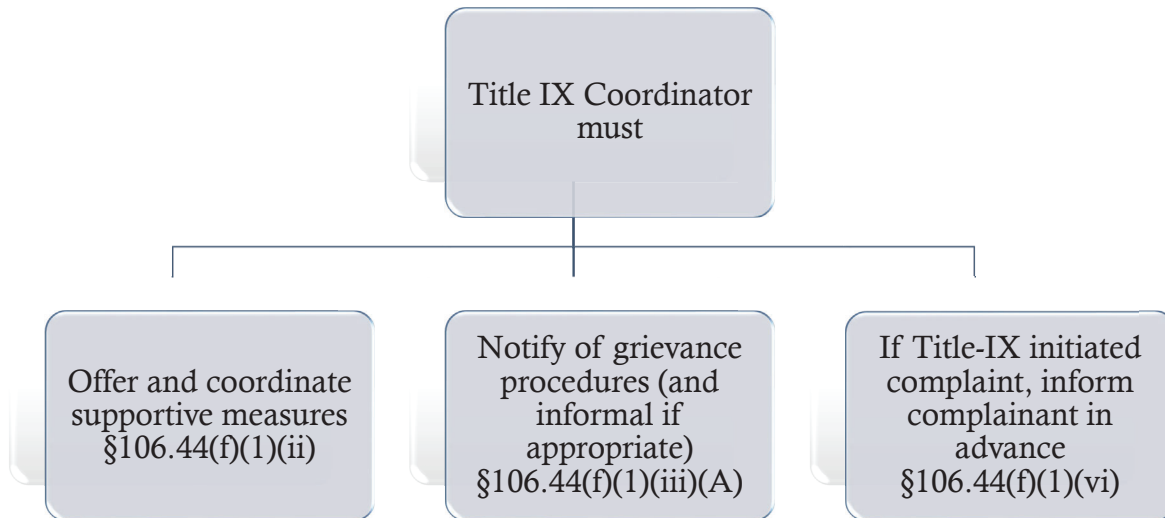 Title IX Coordinator
must
Offer and coordinate
supportive measures
§106.44(f)(1)(ii)
Notify of grievance
procedures (and
informal if
appropriate)
§106.44(f)(1)(iii)(A)
If Title-IX initiated
complaint, inform
complainant in
advance
§106.44(f)(1)(vi)